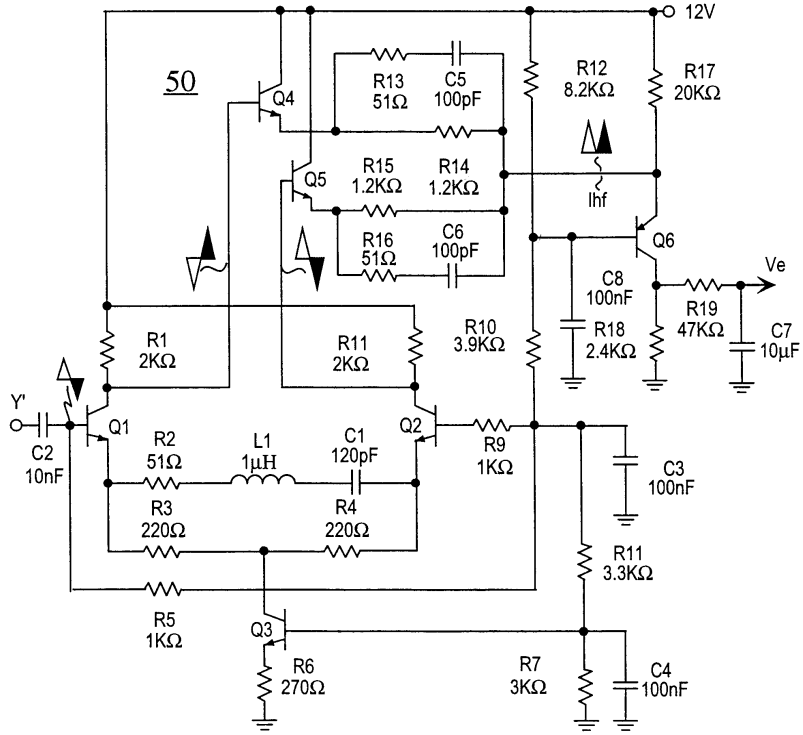 12V
50
Q4
R13
51Ω
C5
100pF
R12
8.2KΩ
R17
20KΩ
Q5
R15
1.2KΩ
R14
1.2KΩ
Ihf
R16
51Ω
C6
100pF
Q6
Ve
C8
100nF
R19
47KΩ
C7
10μF
R1
2KΩ
R11
2KΩ
R10
3.9KΩ
R18
2.4KΩ
Y'
C2
10nF
Q1
R2
51Ω
L1
1μH
C1
120pF
Q2
R9
1KΩ
C3
100nF
R3
220Ω
R4
220Ω
R11
3.3KΩ
R5
1KΩ
Q3
R6
270Ω
R7
3KΩ
C4
100nF